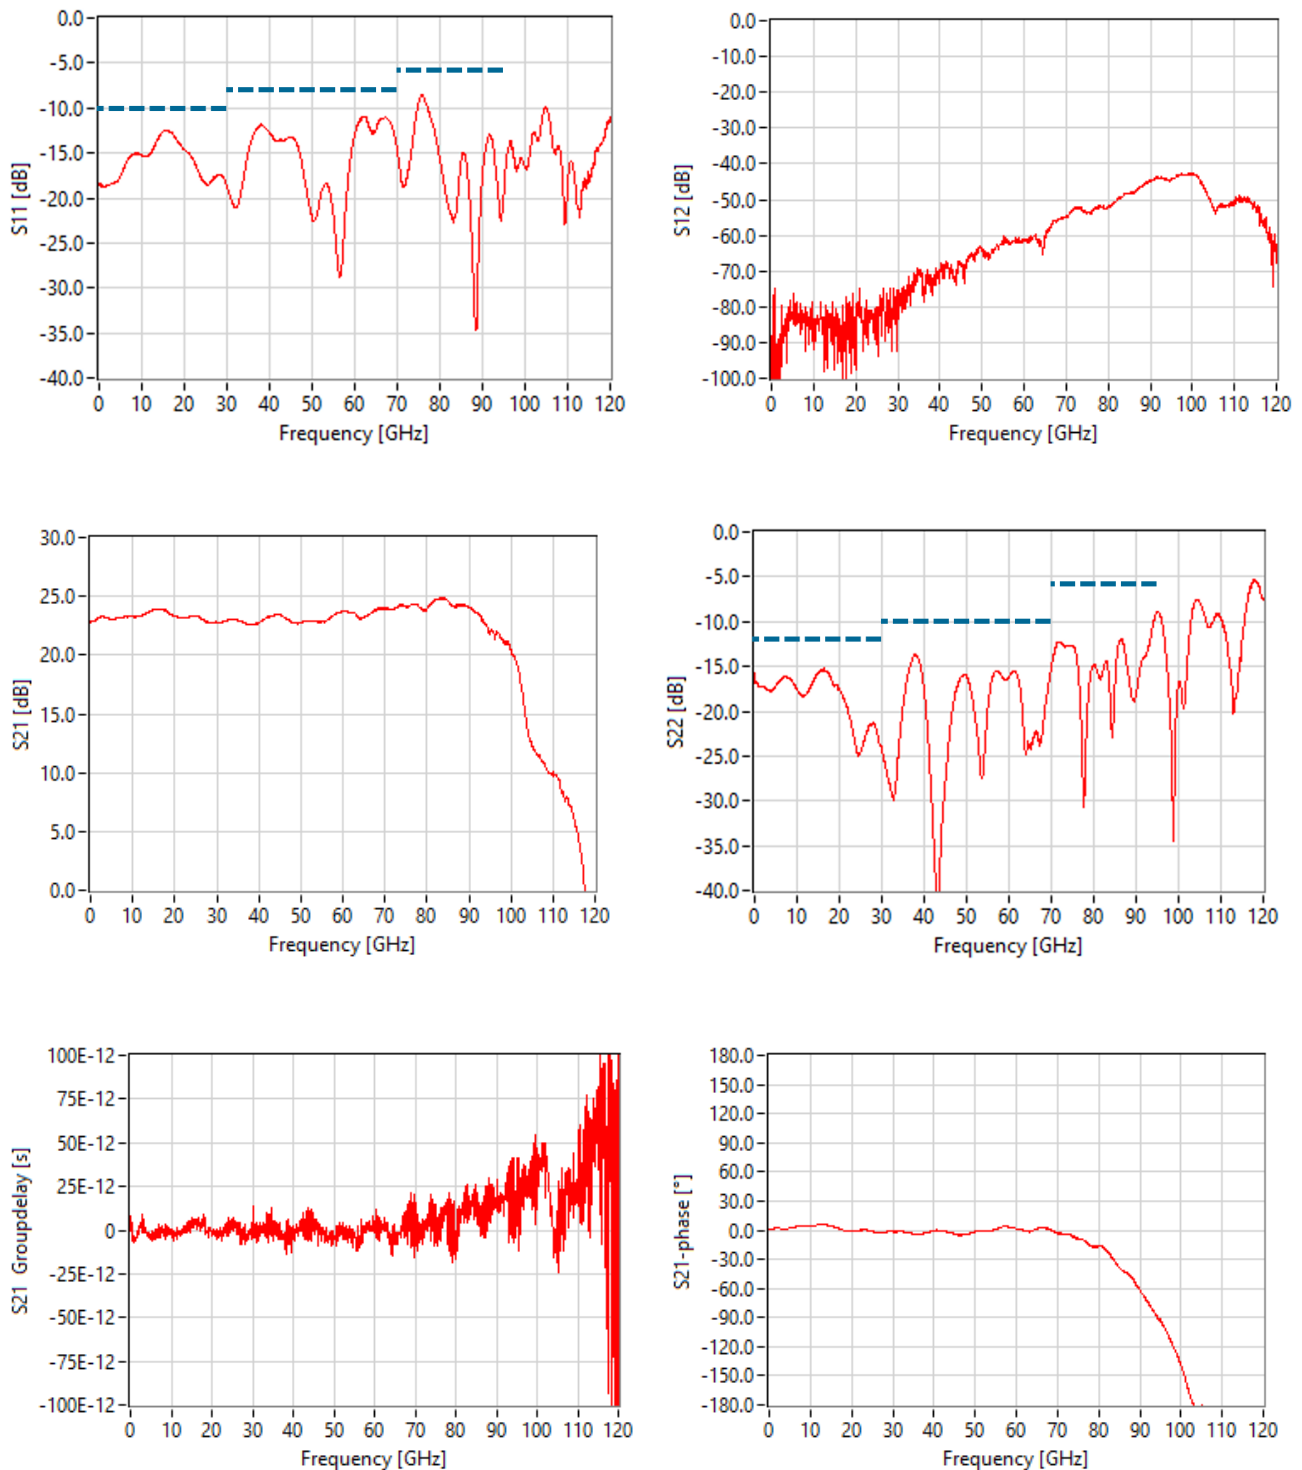 0.0
-5.0
-10.0
-15.0
-20.0
-25.0
-30.0
-35.0
-40.0
S11 [dB]
0 10 20 30 40 50 60 70 80 90 100 110 120
Frequency [GHz]
0.0
-10.0
-20.0
-30.0
-40.0
-50.0
-60.0
-70.0
-80.0
-90.0
-100.0
S12 [dB]
0 10 20 30 40 50 60 70 80 90 100 110 120
Frequency [GHz]
30.0
25.0
20.0
15.0
10.0
5.0
0.0
S21 [dB]
0 10 20 30 40 50 60 70 80 90 100 110 120
Frequency [GHz]
0.0
-5.0
-10.0
-15.0
-20.0
-25.0
-30.0
-35.0
-40.0
S22 [dB]
0 10 20 30 40 50 60 70 80 90 100 110 120
Frequency [GHz]
100E-12
75E-12
50E-12
25E-12
0
-25E-12
-50E-12
-75E-12
-100E-12
S21 Groupdelay [s]
0 10 20 30 40 50 60 70 80 90 100 110 120
Frequency [GHz]
180.0
150.0
120.0
90.0
60.0
30.0
0.0
-30.0
-60.0
-90.0
-120.0
-150.0
-180.0
S21-phase [°]
0 10 20 30 40 50 60 70 80 90 100 110 120
Frequency [GHz]